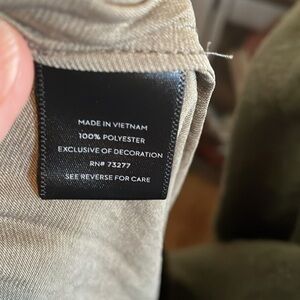 MADE IN VIETNAM
100% POLYESTER
EXCLUSIVE OF DECORATION
RN# 73277
SEE REVERSE FOR CARE